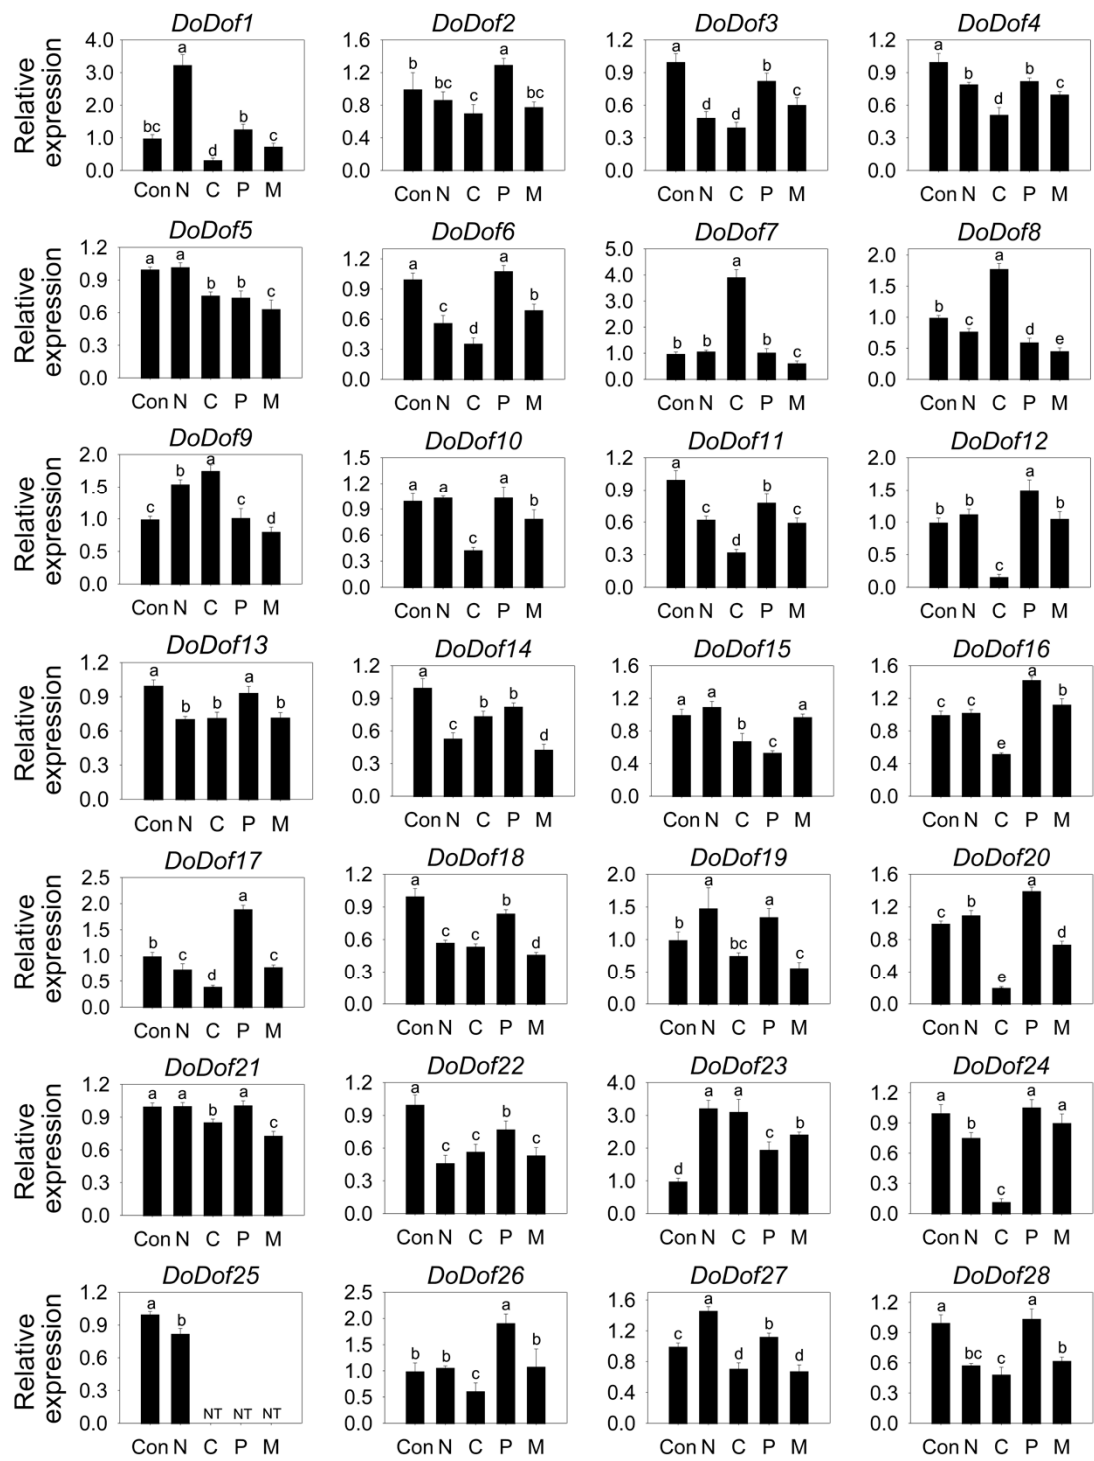 DoDof1 DoDof2 DoDof3 DoDof4
Relative expression
4.0 3.0 2.0 1.0 0.0
bc a d b c
Con N C P M
1.6 1.2 0.8 0.4 0.0
b bc c a bc
Con N C P M
1.2 0.9 0.6 0.3 0.0
a d d b c
Con N C P M
1.2 0.9 0.6 0.3 0.0
a b d b c
Con N C P M
DoDof5 DoDof6 DoDof7 DoDof8
Relative expression
1.2 0.9 0.6 0.3 0.0
a a b b c
Con N C P M
1.2 0.9 0.6 0.3 0.0
a c d a b
Con N C P M
5.0 4.0 3.0 2.0 1.0 0.0
b b a b c
Con N C P M
2.0 1.5 1.0 0.5 0.0
b c a d e
Con N C P M
DoDof9 DoDof10 DoDof11 DoDof12
Relative expression
2.0 1.5 1.0 0.5 0.0
c b a c d
Con N C P M
1.5 1.0 0.5 0.0
a a c a b
Con N C P M
1.2 0.9 0.6 0.3 0.0
a c d b c
Con N C P M
2.0 1.5 1.0 0.5 0.0
b b c a b
Con N C P M
DoDof13 DoDof14 DoDof15 DoDof16
Relative expression
1.2 0.9 0.6 0.3 0.0
a b b a b
Con N C P M
1.2 0.9 0.6 0.3 0.0
a c b b d
Con N C P M
1.6 1.2 0.8 0.4 0.0
a a b c a
Con N C P M
1.6 1.2 0.8 0.4 0.0
c c e a b
Con N C P M
DoDof17 DoDof18 DoDof19 DoDof20
Relative expression
2.5 2.0 1.5 1.0 0.5 0.0
b c d a c
Con N C P M
1.2 0.9 0.6 0.3 0.0
a c c b d
Con N C P M
2.0 1.5 1.0 0.5 0.0
b a bc a c
Con N C P M
1.6 1.2 0.8 0.4 0.0
c b e a d
Con N C P M
DoDof21 DoDof22 DoDof23 DoDof24
Relative expression
1.2 0.9 0.6 0.3 0.0
a a b a c
Con N C P M
1.2 0.9 0.6 0.3 0.0
a c c b c
Con N C P M
4.0 3.0 2.0 1.0 0.0
d a a c b
Con N C P M
1.2 0.9 0.6 0.3 0.0
a b c a a
Con N C P M
DoDof25 DoDof26 DoDof27 DoDof28
Relative expression
1.2 0.9 0.6 0.3 0.0
a b NT NT NT
Con N C P M
2.5 2.0 1.5 1.0 0.5 0.0
b b c a b
Con N C P M
1.6 1.2 0.8 0.4 0.0
c a d b d
Con N C P M
1.2 0.9 0.6 0.3 0.0
a bc c a b
Con N C P M